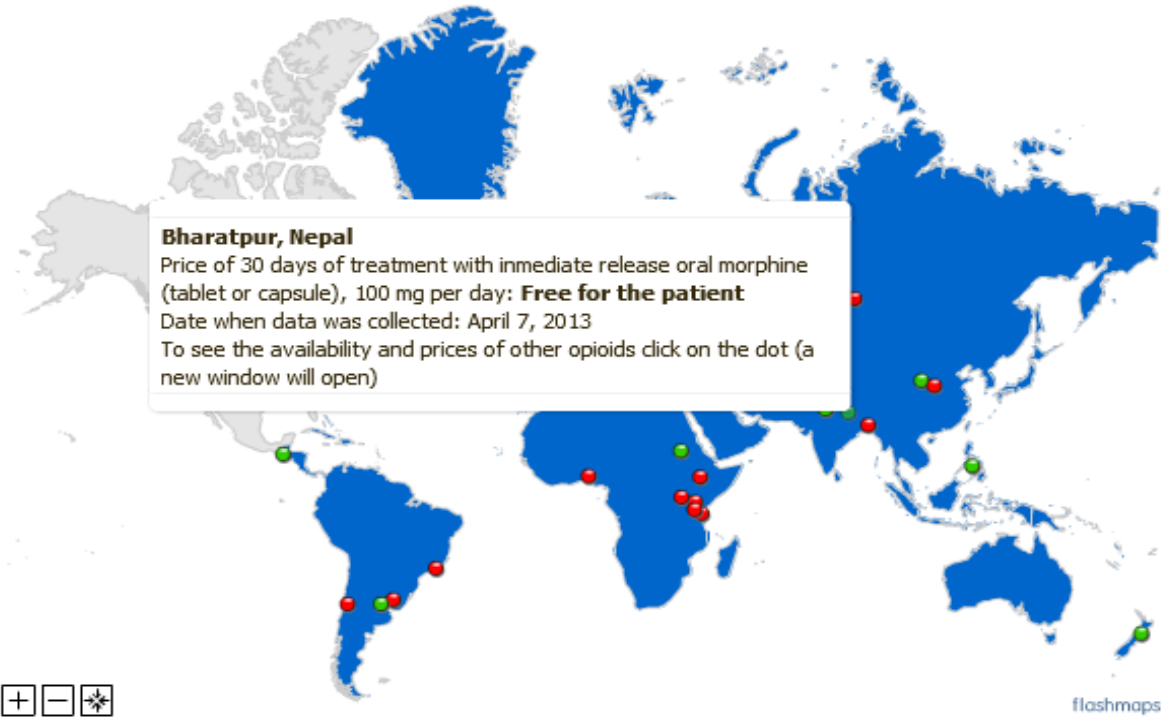 Bharatpur, Nepal
Price of 30 days of treatment with inmediate release oral morphine
(tablet or capsule), 100 mg per day: Free for the patient
Date when data was collected: April 7, 2013
To see the availability and prices of other opioids click on the dot (a
new window will open)
flashmaps